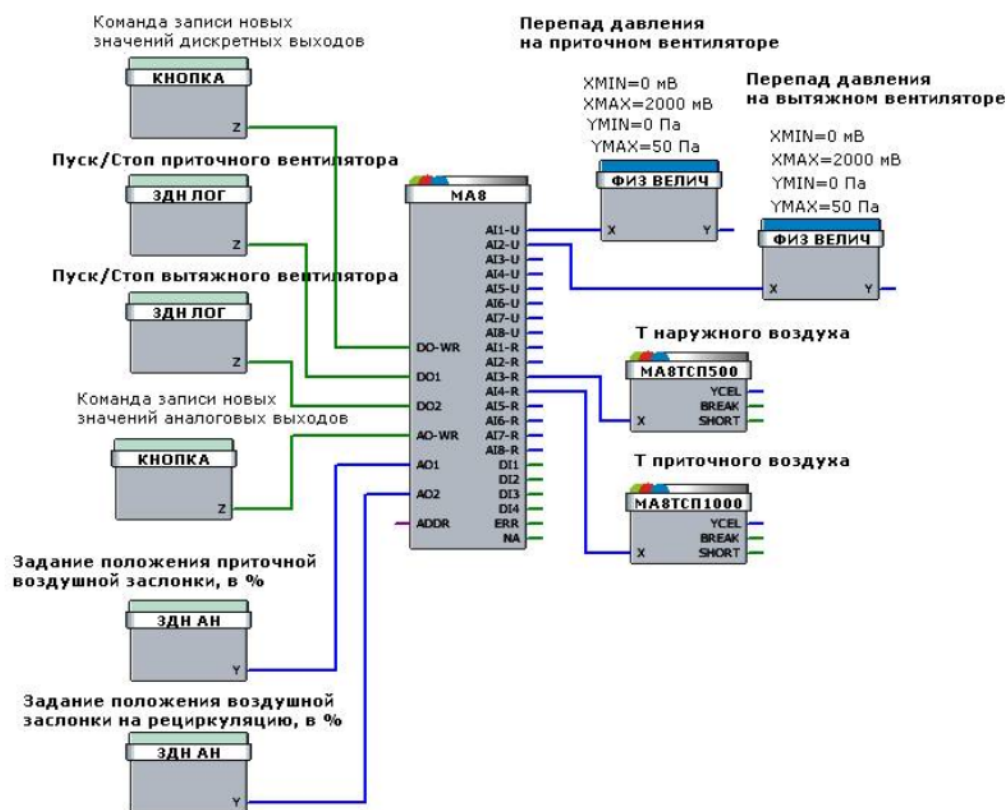 Команда записи новых
значений дискретных выходов
КНОПКА
Z
Пуск/Стоп приточного вентилятора
ЗДН ЛОГ
Z
Пуск/Стоп вытяжного вентилятора
ЗДН ЛОГ
Z
Команда записи новых
значений аналоговых выходов
КНОПКА
Z
Задание положения приточной
воздушной заслонки, в %
ЗДН АН
Y
Задание положения воздушной
заслонки на рециркуляцию, в %
ЗДН АН
Y
МА8
DO-WR
DO1
DO2
AO-WR
AO1
AO2
ADDR
AI1-U
AI2-U
AI3-U
AI4-U
AI5-U
AI6-U
AI7-U
AI8-U
AI1-R
AI2-R
AI3-R
AI4-R
AI5-R
AI6-R
AI7-R
AI8-R
DI1
DI2
DI3
DI4
ERR
NA
Перепад давления
на приточном вентиляторе
XMIN=0 мВ
XMAX=2000 мВ
YMIN=0 Па
YMAX=50 Па
ФИЗ ВЕЛИЧ
X Y
Перепад давления
на вытяжном вентиляторе
XMIN=0 мВ
XMAX=2000 мВ
YMIN=0 Па
YMAX=50 Па
ФИЗ ВЕЛИЧ
X Y
Т наружного воздуха
МА8ТСП500
YCEL
BREAK
X SHORT
Т приточного воздуха
МА8ТСП1000
YCEL
BREAK
X SHORT